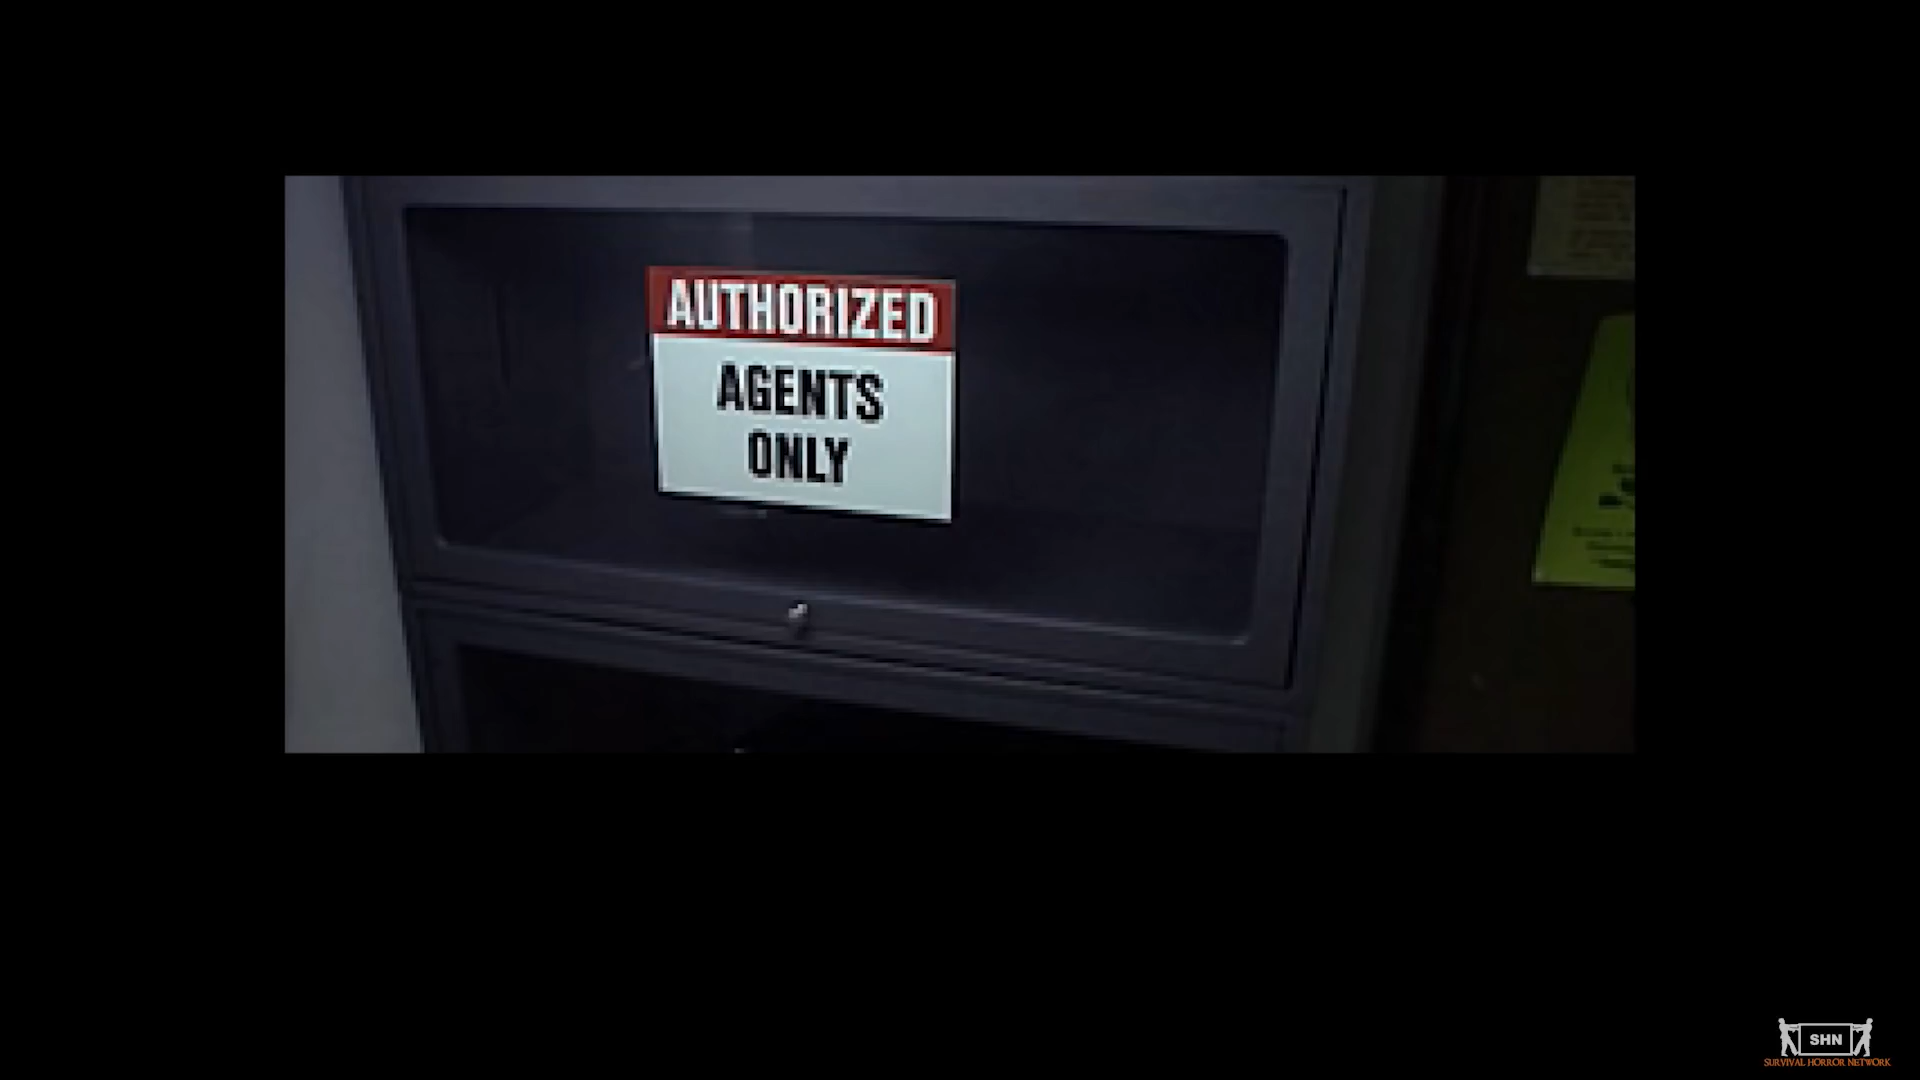 AUTHORIZED
AGENTS
ONLY
SHN
SURVIVAL HORROR NETWORK